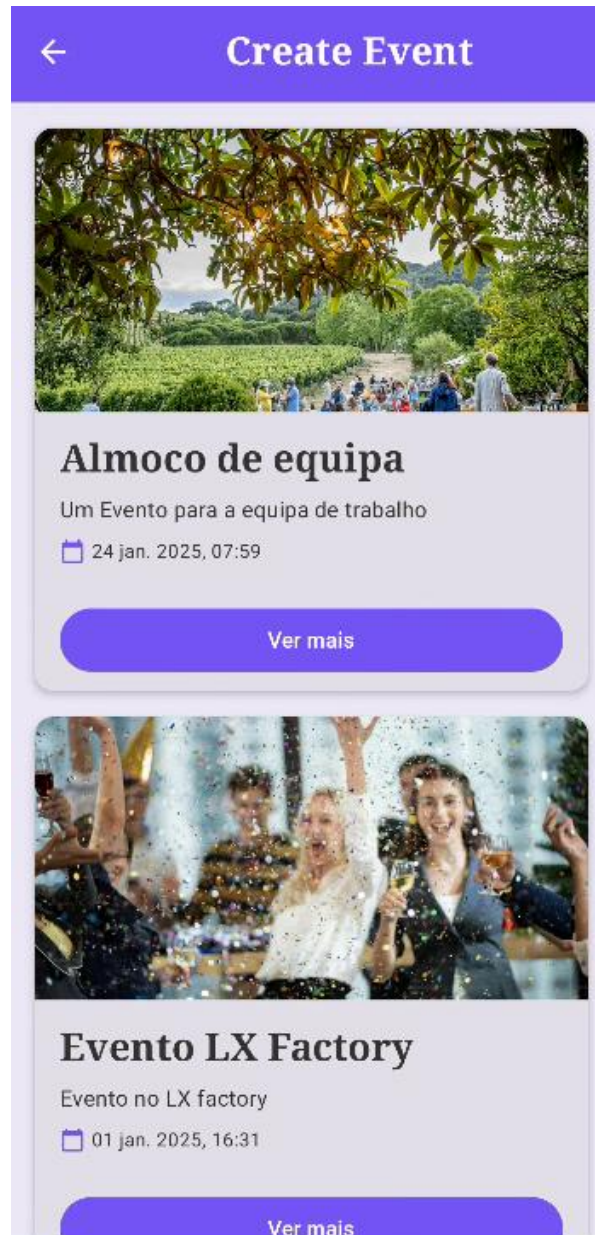 Create Event
Almoco de equipa
Um Evento para a equipa de trabalho
24 jan. 2025, 07:59
Ver mais
Evento LX Factory
Evento no LX factory
01 jan. 2025, 16:31
Ver mais